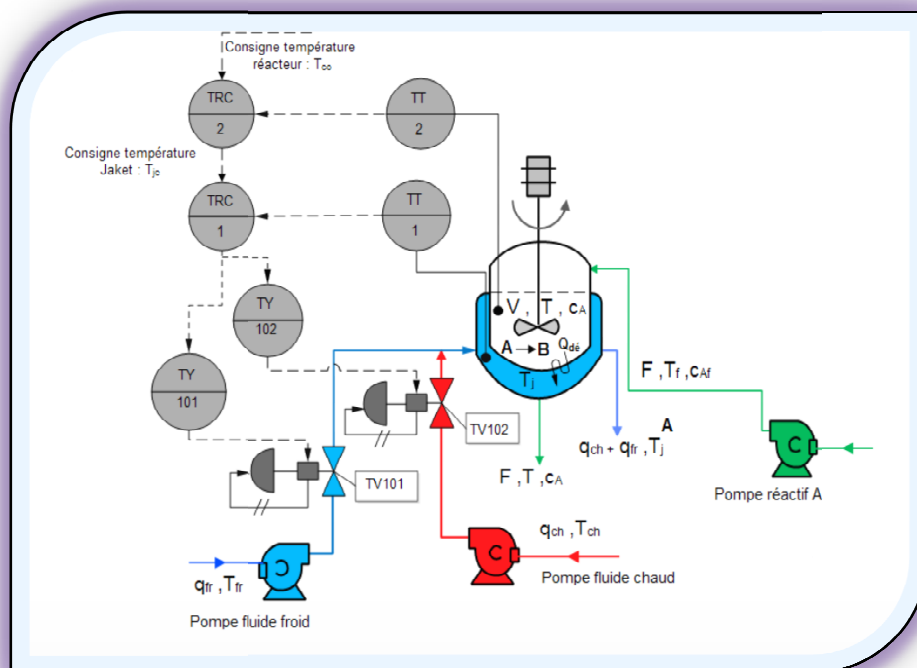 Consigne température
réacteur : Tco
TRC
2
TT
2
Consigne température
Jaket : Tjc
TRC
1
TT
1
TY
102
TY
101
V , T , cA
A → B
Qdé
Tj
F , Tf , cAf
A
qch + qfr , Tj
TV102
TV101
F , T , cA
C
Pompe réactif A
qch , Tch
C
Pompe fluide chaud
qfr , Tfr
C
Pompe fluide froid